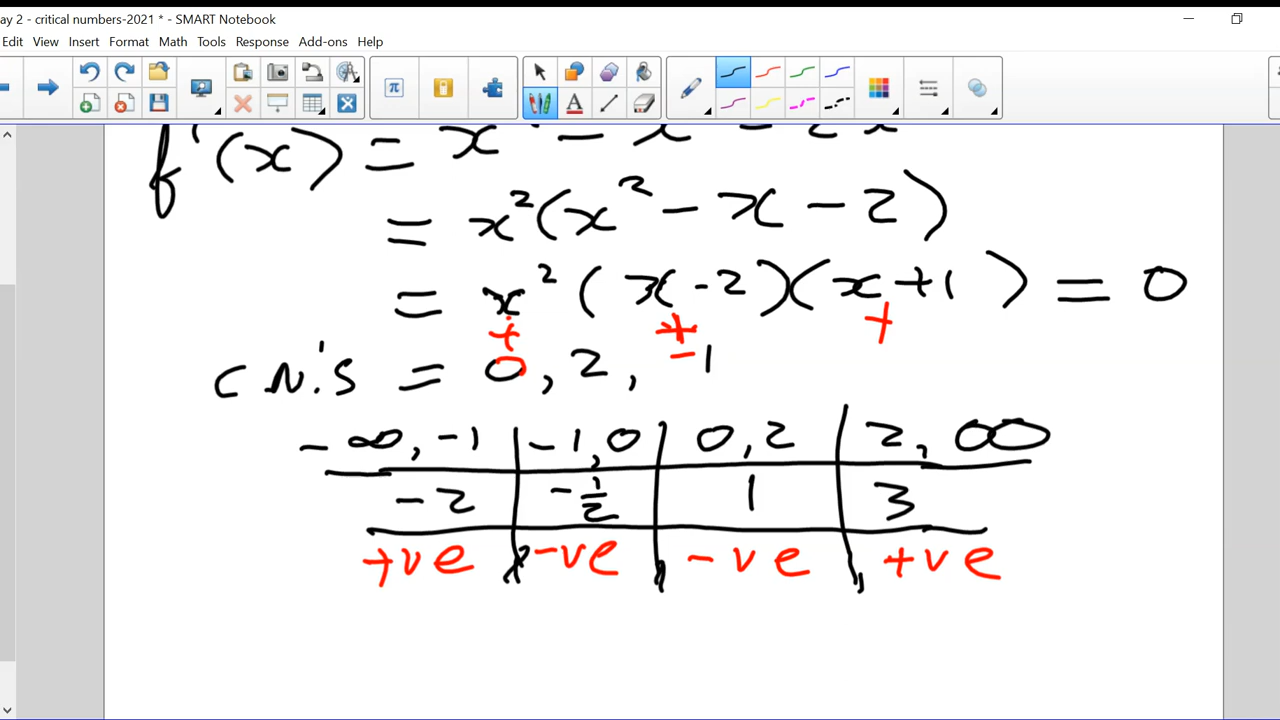 ay 2 - critical numbers-2021 * - SMART Notebook
Edit View Insert Format Math Tools Response Add-ons Help
π A
f'(x) = x - x - 2x
= x²(x² - x - 2)
= x²(x-2)(x+1) = 0
+ + +
C N.'s = 0, 2, -1
-∞, -1 | -1, 0 | 0, 2 | 2, ∞
-2 | -1/2 | 1 | 3
+ve | -ve | -ve | +ve